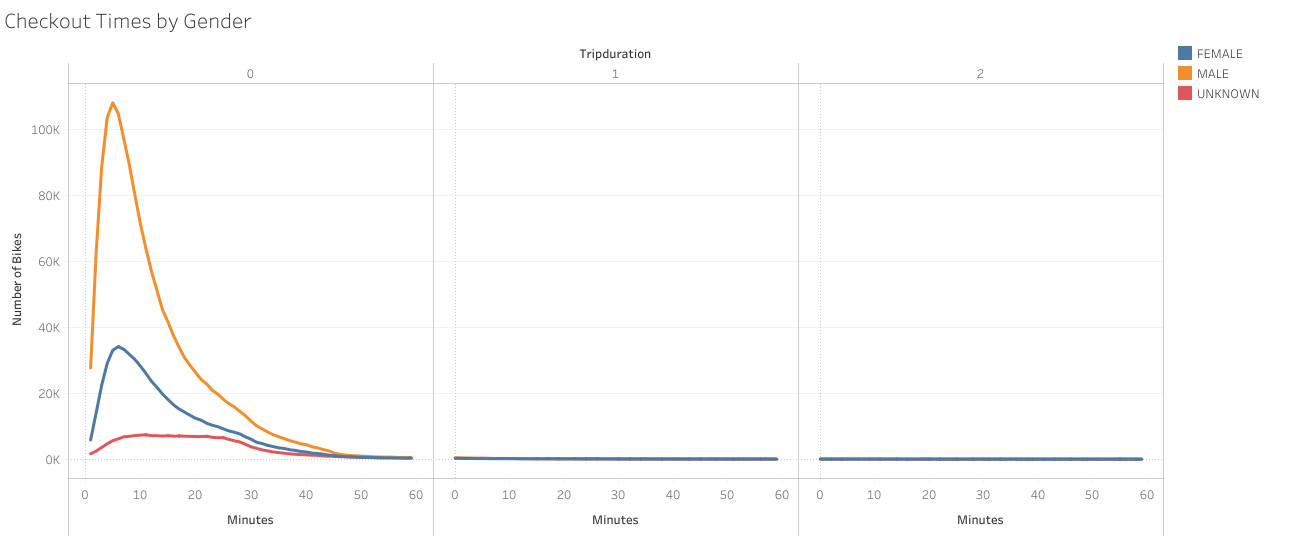 Checkout Times by Gender
Tripduration
0 1 2
FEMALE
MALE
UNKNOWN
Number of Bikes
100K
80K
60K
40K
20K
0K
0 10 20 30 40 50 60 0 10 20 30 40 50 60 0 10 20 30 40 50 60
Minutes Minutes Minutes